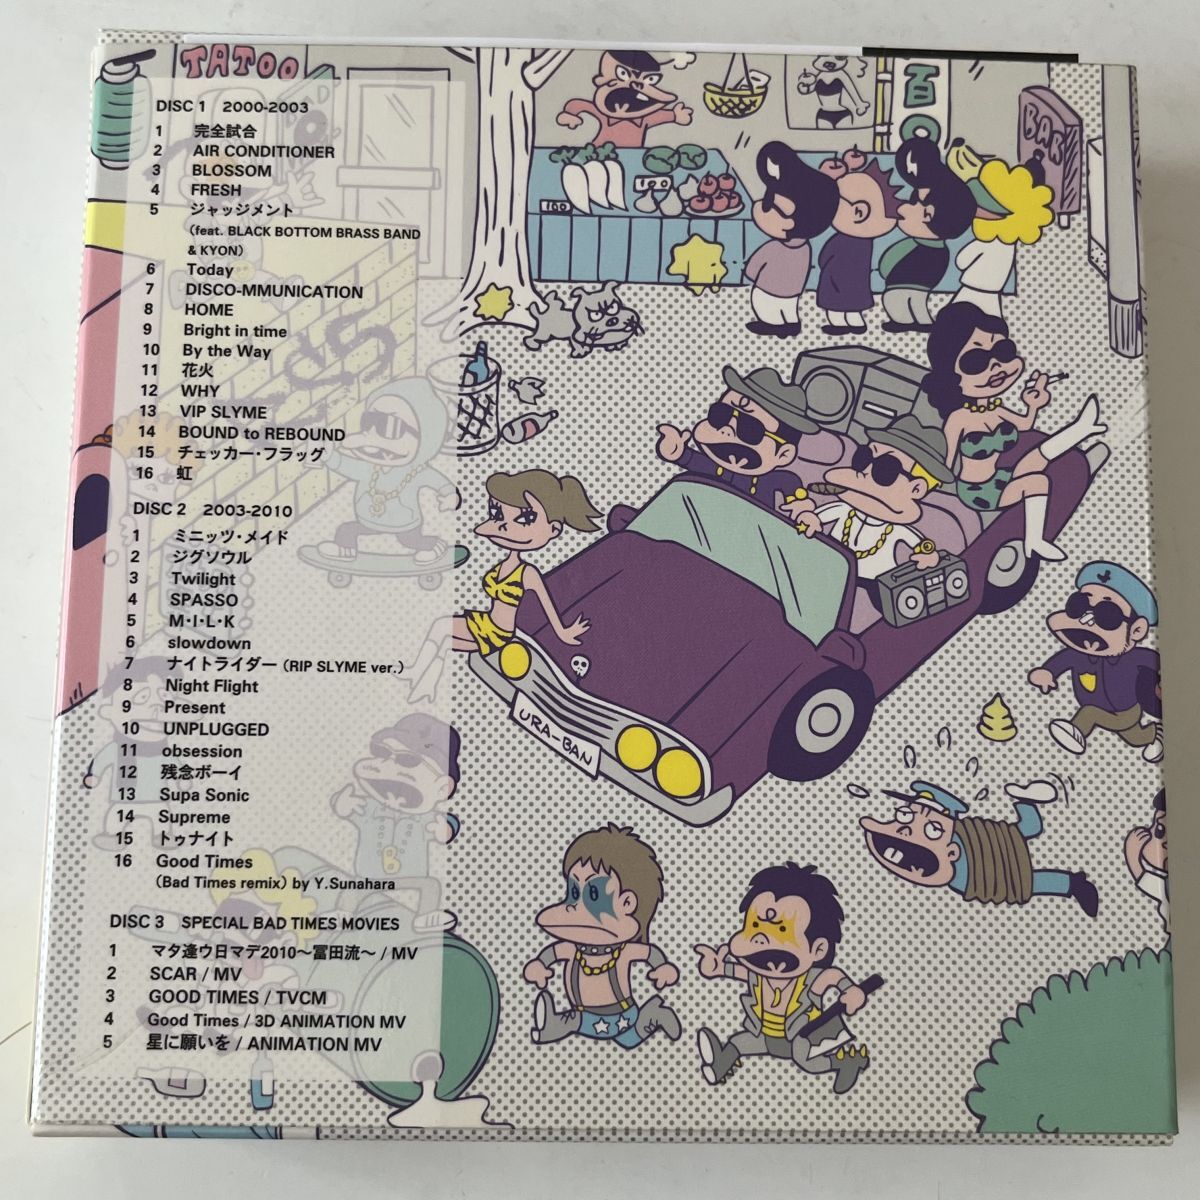 TATOO
DISC 1 2000-2003
1 完全試合
2 AIR CONDITIONER
3 BLOSSOM
4 FRESH
5 ジャッジメント
(feat. BLACK BOTTOM BRASS BAND
& KYON)
6 Today
7 DISCO-MMUNICATION
8 HOME
9 Bright in time
10 By the Way
11 花火
12 WHY
13 VIP SLYME
14 BOUND to REBOUND
15 チェッカー・フラッグ
16 虹
DISC 2 2003-2010
1 ミニッツ・メイド
2 ジグソウル
3 Twilight
4 SPASSO
5 M・I・L・K
6 slowdown
7 ナイトライダー (RIP SLYME ver.)
8 Night Flight
9 Present
10 UNPLUGGED
11 obsession
12 残念ボーイ
13 Supa Sonic
14 Supreme
15 トゥナイト
16 Good Times
(Bad Times remix) by Y.Sunahara
DISC 3 SPECIAL BAD TIMES MOVIES
1 マタ逢ウ日マデ2010〜冨田流〜 / MV
2 SCAR / MV
3 GOOD TIMES / TVCM
4 Good Times / 3D ANIMATION MV
5 星に願いを / ANIMATION MV
百
BAR
100
100
URA-BAN